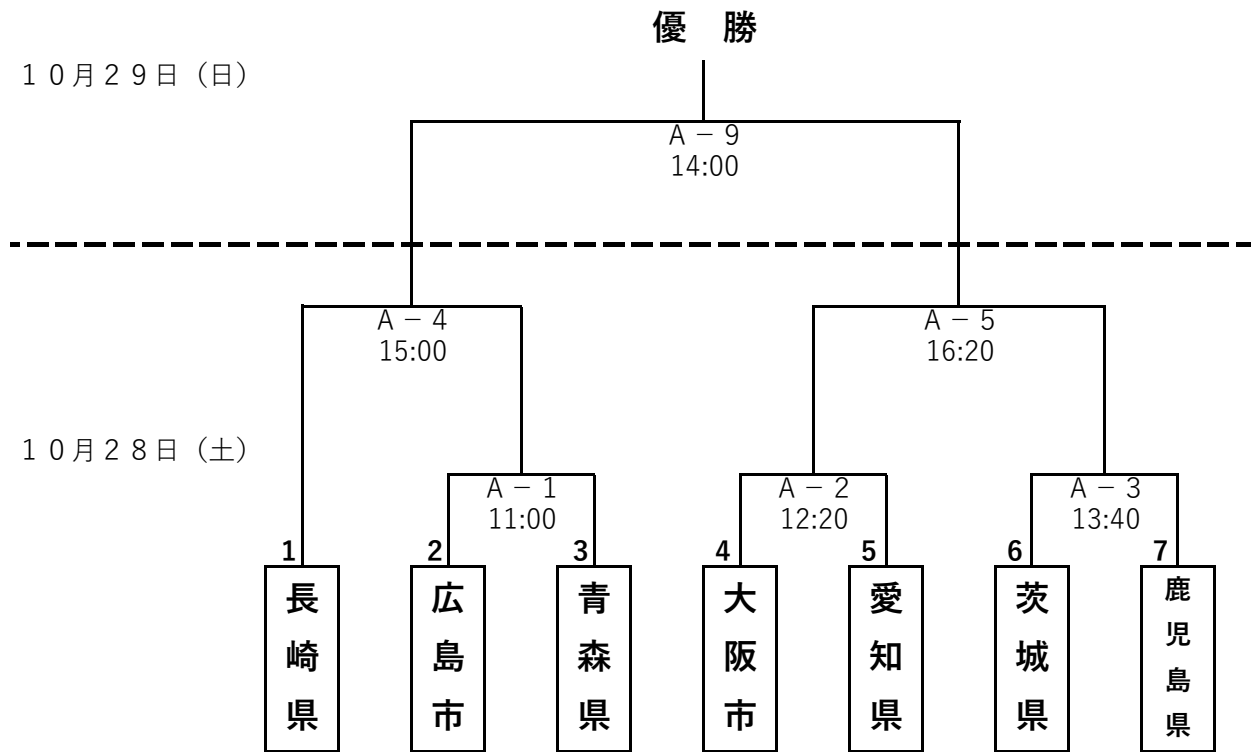 優　勝
１０月２９日（日）
A－9
14:00
A－4
15:00
A－5
16:20
１０月２８日（土）
A－1
11:00
A－2
12:20
A－3
13:40
1
2
3
4
5
6
7
長崎県
広島市
青森県
大阪市
愛知県
茨城県
鹿児島県